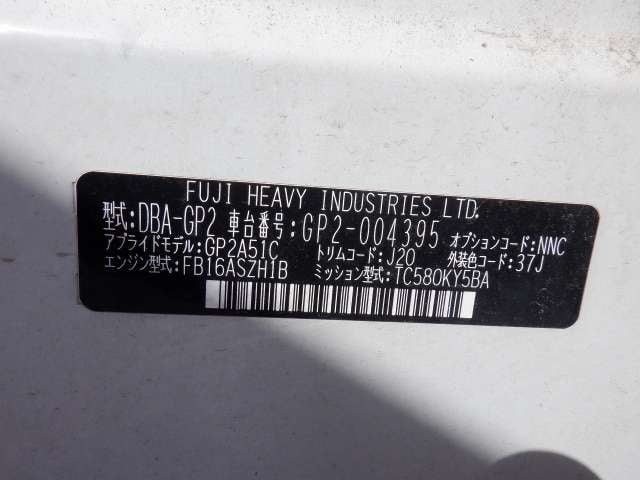 FUJI HEAVY INDUSTRIES LTD.
型式:DBA-GP2 車台番号:GP2-004395 オプションコード:NNC
アプライドモデル:GP2A51C トリムコード:J20 外装色コード:37J
エンジン型式:FB16ASZH1B ミッション型式:TC580KY5BA